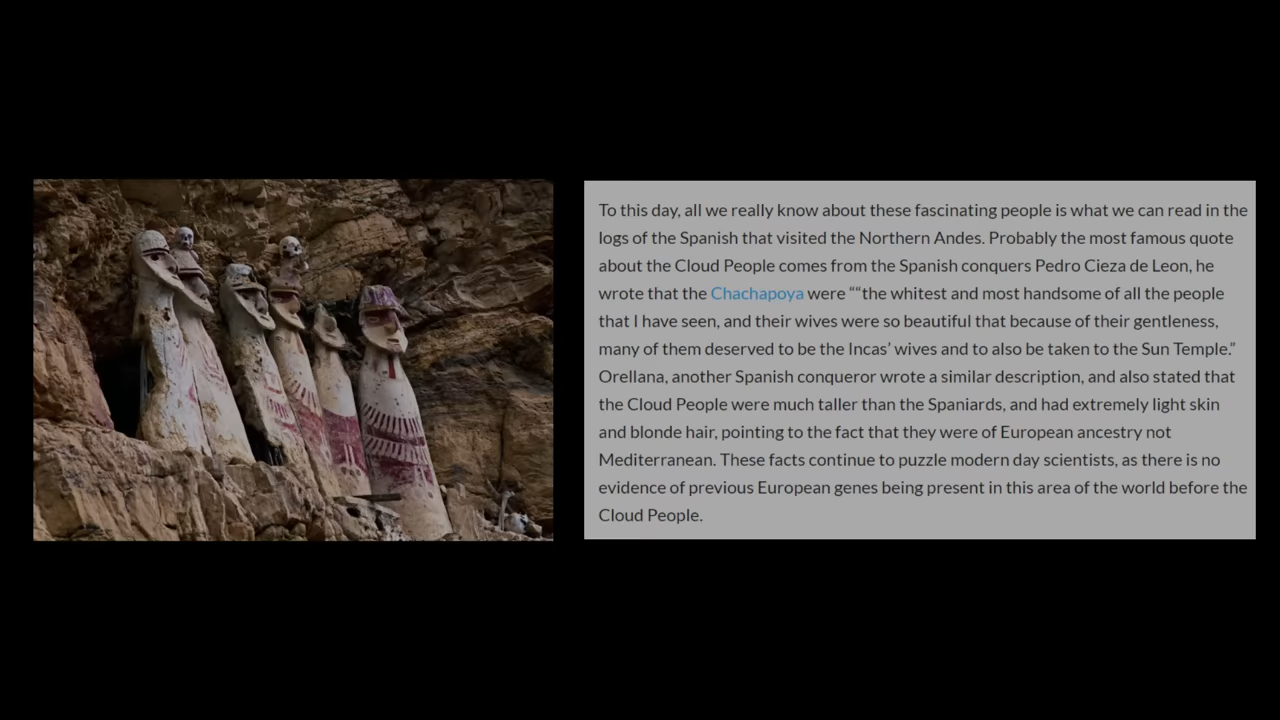 To this day, all we really know about these fascinating people is what we can read in the
logs of the Spanish that visited the Northern Andes. Probably the most famous quote
about the Cloud People comes from the Spanish conquers Pedro Cieza de Leon, he
wrote that the Chachapoya were ““the whitest and most handsome of all the people
that I have seen, and their wives were so beautiful that because of their gentleness,
many of them deserved to be the Incas’ wives and to also be taken to the Sun Temple.”
Orellana, another Spanish conqueror wrote a similar description, and also stated that
the Cloud People were much taller than the Spaniards, and had extremely light skin
and blonde hair, pointing to the fact that they were of European ancestry not
Mediterranean. These facts continue to puzzle modern day scientists, as there is no
evidence of previous European genes being present in this area of the world before the
Cloud People.